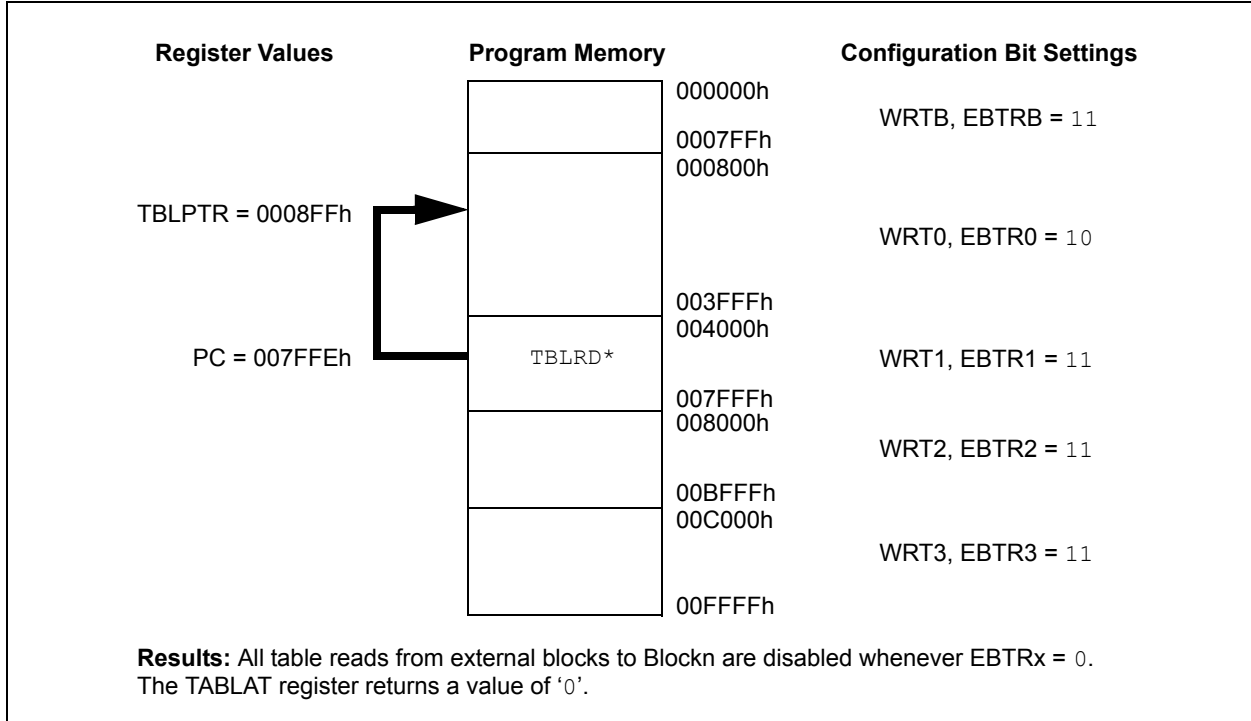 Register Values Program Memory Configuration Bit Settings
000000h
WRTB, EBTRB = 11
0007FFh
000800h
TBLPTR = 0008FFh
WRT0, EBTR0 = 10
003FFFh
004000h
PC = 007FFEh TBLRD* WRT1, EBTR1 = 11
007FFFh
008000h
WRT2, EBTR2 = 11
00BFFFh
00C000h
WRT3, EBTR3 = 11
00FFFFh
Results: All table reads from external blocks to Blockn are disabled whenever EBTRx = 0.
The TABLAT register returns a value of ‘0’.